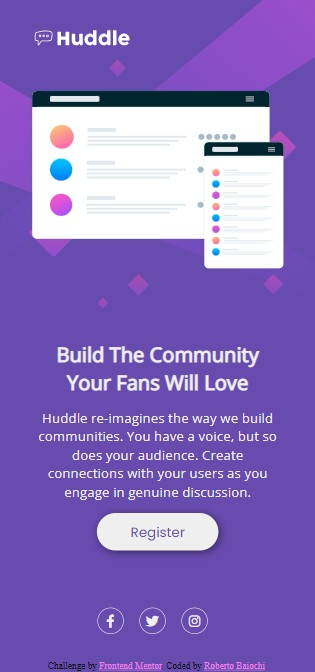 Huddle
Build The Community
Your Fans Will Love
Huddle re-imagines the way we build
communities. You have a voice, but so
does your audience. Create
connections with your users as you
engage in genuine discussion.
Register
Challenge by Frontend Mentor. Coded by Roberto Baiochi